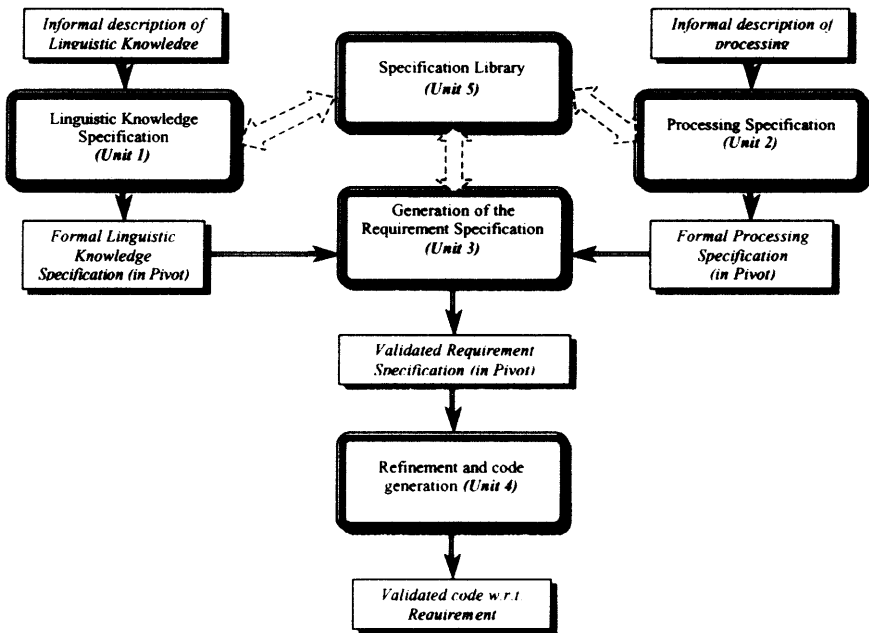 Informal description of
Linguistic Knowledge
Informal description of
processing
Specification Library
(Unit 5)
Linguistic Knowledge
Specification
(Unit 1)
Processing Specification
(Unit 2)
Generation of the
Requirement Specification
(Unit 3)
Formal Linguistic
Knowledge
Specification (in Pivot)
Formal Processing
Specification
(in Pivot)
Validated Requirement
Specification (in Pivot)
Refinement and code
generation (Unit 4)
Validated code w.r.t.
Requirement